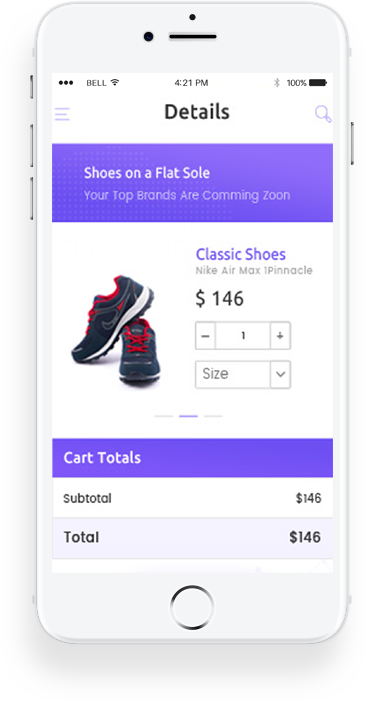 BELL 4:21 PM 100%
Details
Shoes on a Flat Sole
Your Top Brands Are Comming Zoon
Classic Shoes
Nike Air Max 1Pinnacle
$ 146
− 1 +
Size
Cart Totals
Subtotal $146
Total $146